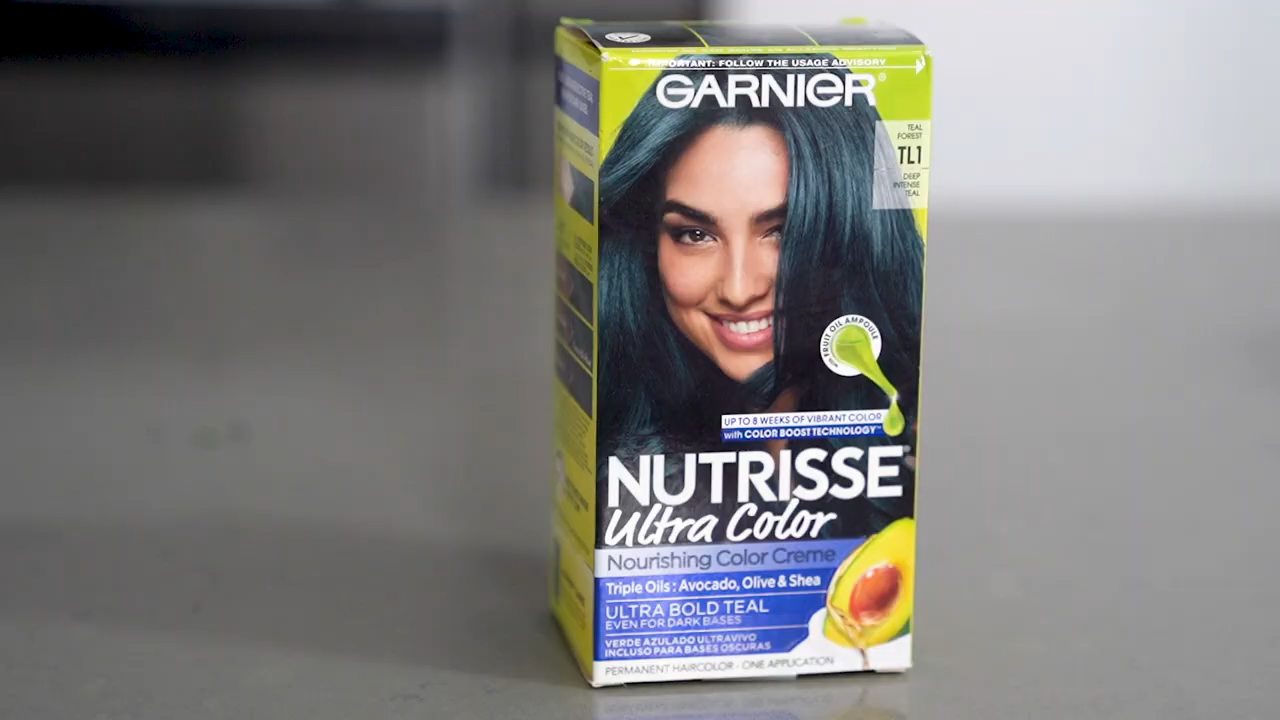 IMPORTANT: FOLLOW THE USAGE ADVISORY
GARNIER®
TEAL
FOREST
TL1
DEEP
INTENSE
TEAL
with FRUIT OIL AMPOULE
UP TO 8 WEEKS OF VIBRANT COLOR
with COLOR BOOST TECHNOLOGY™
NUTRISSE
Ultra Color
Nourishing Color Creme
Triple Oils : Avocado, Olive & Shea
ULTRA BOLD TEAL
EVEN FOR DARK BASES
VERDE AZULADO ULTRAVIVO
INCLUSO PARA BASES OSCURAS
PERMANENT HAIRCOLOR - ONE APPLICATION